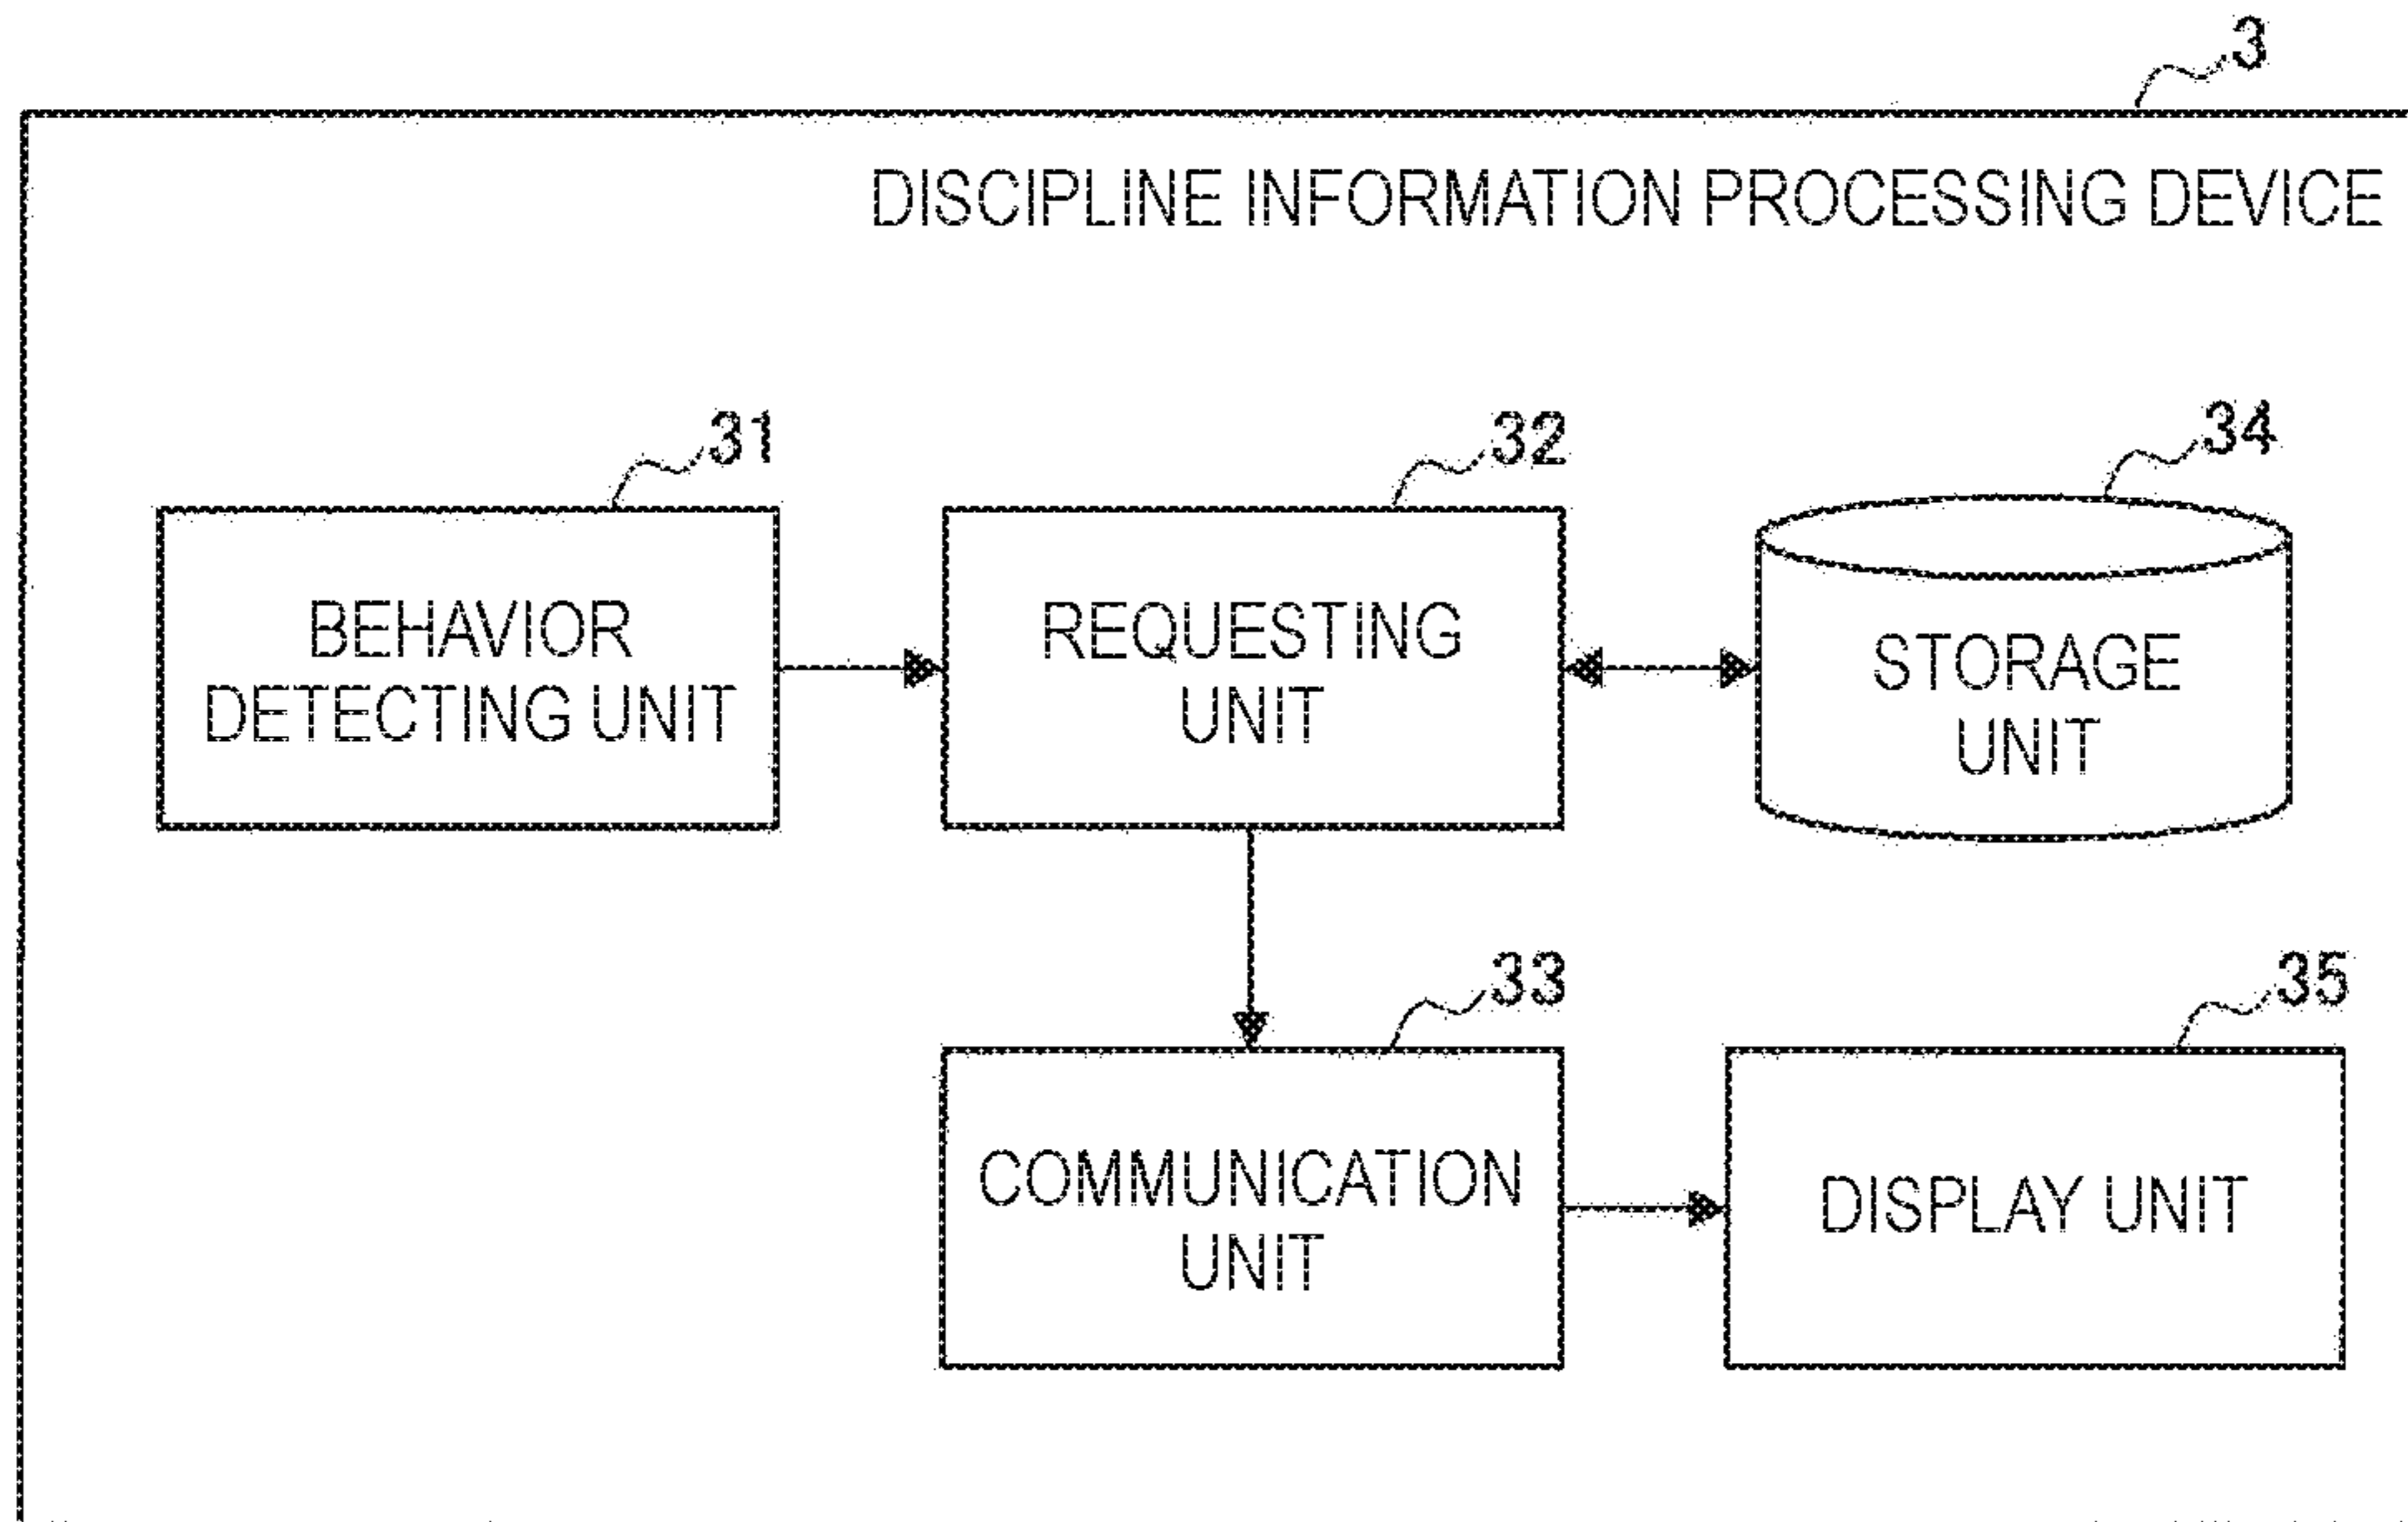 3
DISCIPLINE INFORMATION PROCESSING DEVICE
31
BEHAVIOR
DETECTING UNIT
32
REQUESTING
UNIT
34
STORAGE
UNIT
33
COMMUNICATION
UNIT
35
DISPLAY UNIT